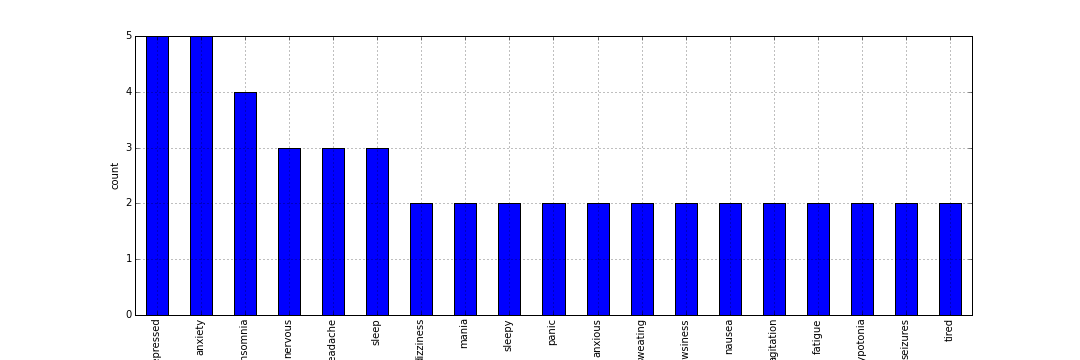 5
4
3
2
1
0
count
pressed
anxiety
nsomnia
nervous
eadache
sleep
izziness
mania
sleepy
panic
anxious
weating
wsiness
nausea
gitation
fatigue
ypotonia
seizures
tired